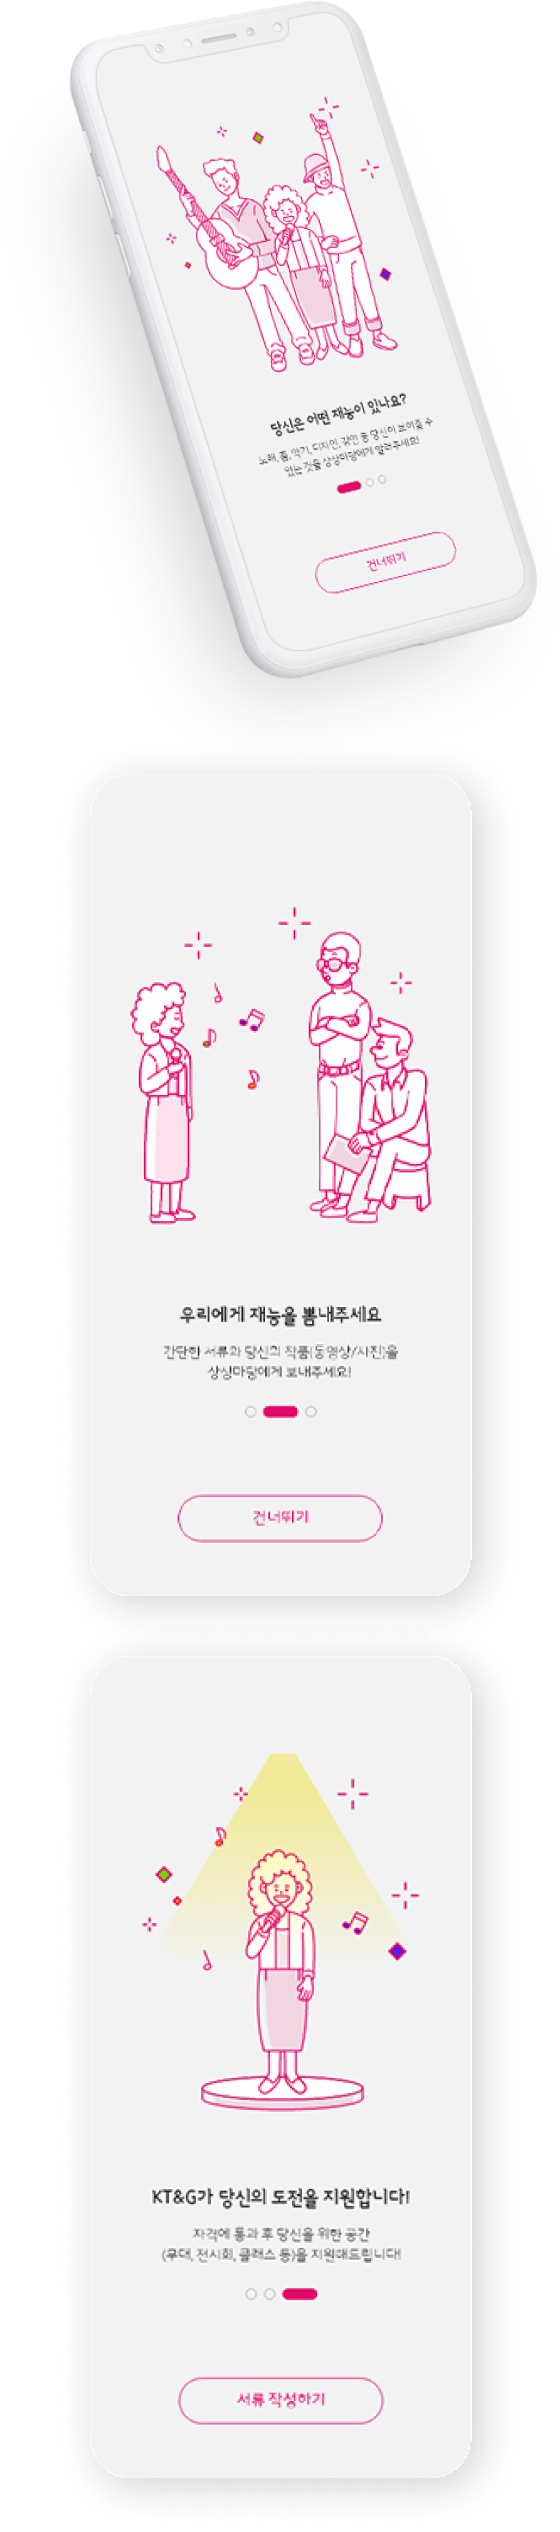 당신은 어떤 재능이 있나요?
노래, 춤, 악기, 디자인, 강연 등 당신이 보여줄 수
있는 것을 상상마당에게 알려주세요!
건너뛰기
우리에게 재능을 뽐내주세요
간단한 서류와 당신의 작품(동영상/사진)을
상상마당에게 보내주세요!
건너뛰기
KT&G가 당신의 도전을 지원합니다!
자격에 통과 후 당신을 위한 공간
(무대, 전시회, 클래스 등)을 지원해드립니다!
서류 작성하기